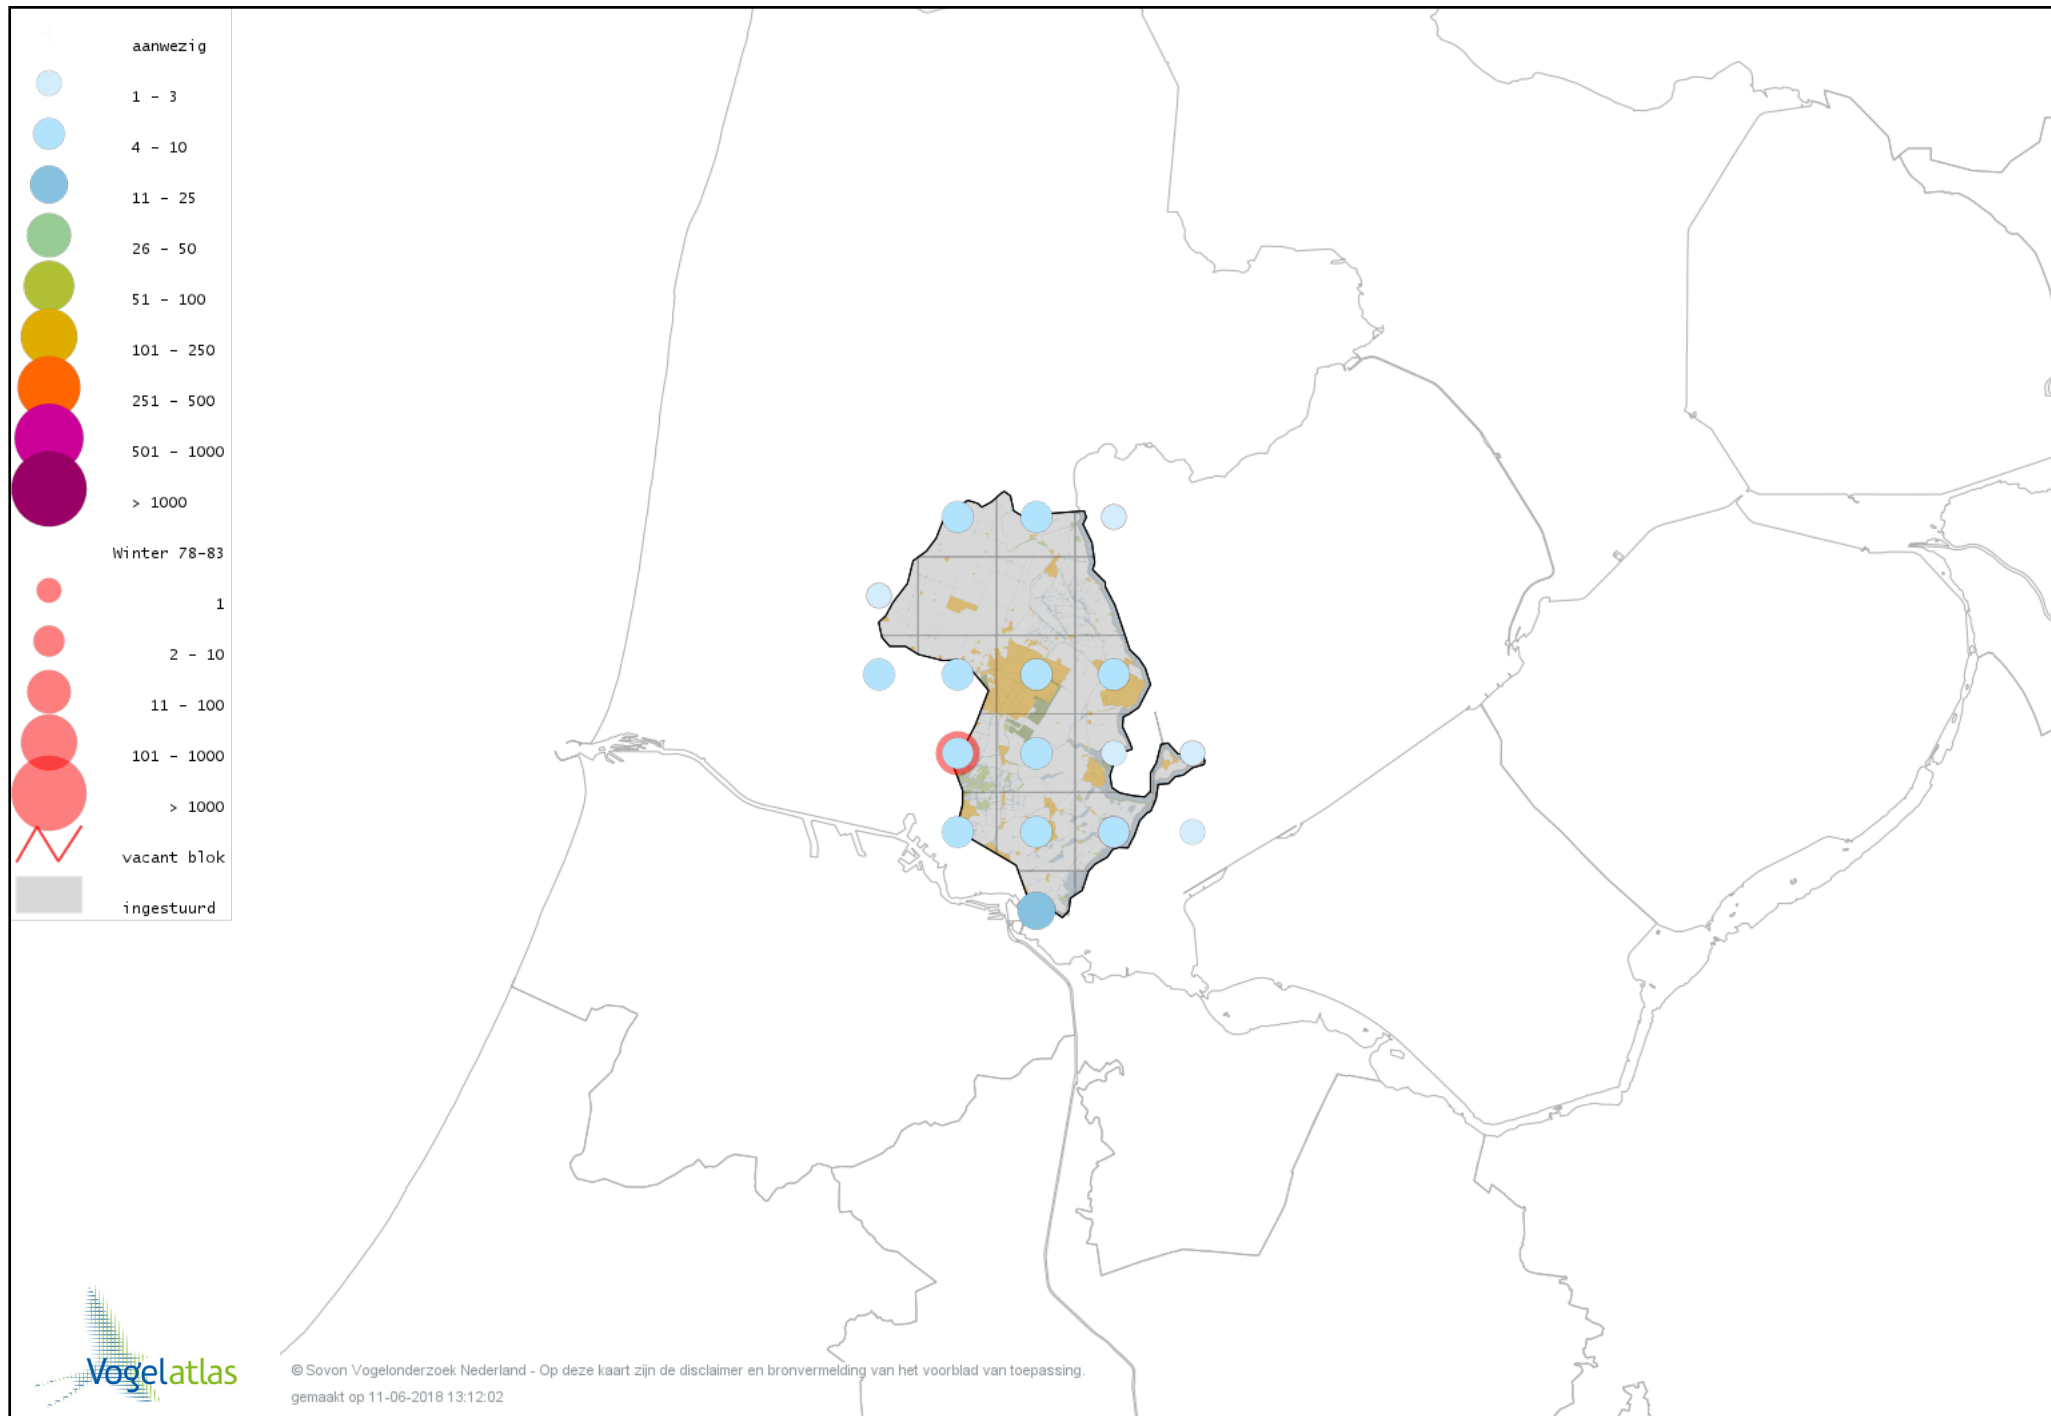 aanwezig
1 – 3
4 – 10
11 – 25
26 – 50
51 – 100
101 – 250
251 – 500
501 – 1000
> 1000
Winter 78-83
1
2 – 10
11 – 100
101 – 1000
> 1000
vacant blok
ingestuurd
Vogelatlas
© Sovon Vogelonderzoek Nederland - Op deze kaart zijn de disclaimer en bronvermelding van het voorblad van toepassing.
gemaakt op 11-06-2018 13:12:02